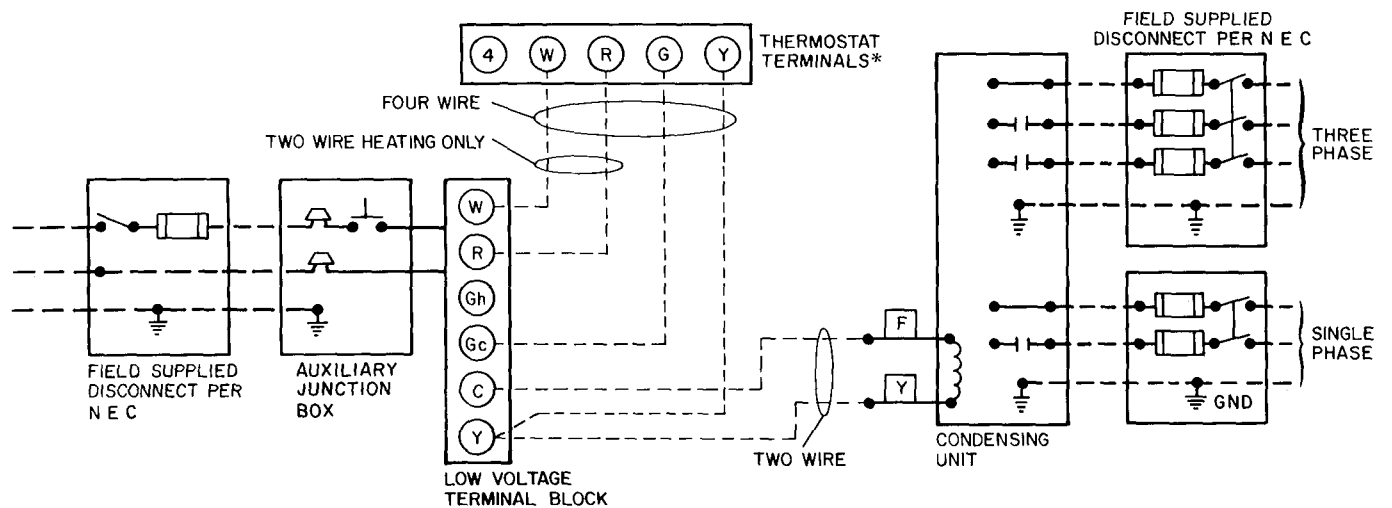 4 W R G Y
THERMOSTAT
TERMINALS*
FIELD SUPPLIED
DISCONNECT PER N E C
FOUR WIRE
TWO WIRE HEATING ONLY
THREE
PHASE
W
R
Gh
Gc
C
Y
F
Y
SINGLE
PHASE
GND
FIELD SUPPLIED
DISCONNECT PER
N E C
AUXILIARY
JUNCTION
BOX
LOW VOLTAGE
TERMINAL BLOCK
TWO WIRE
CONDENSING
UNIT